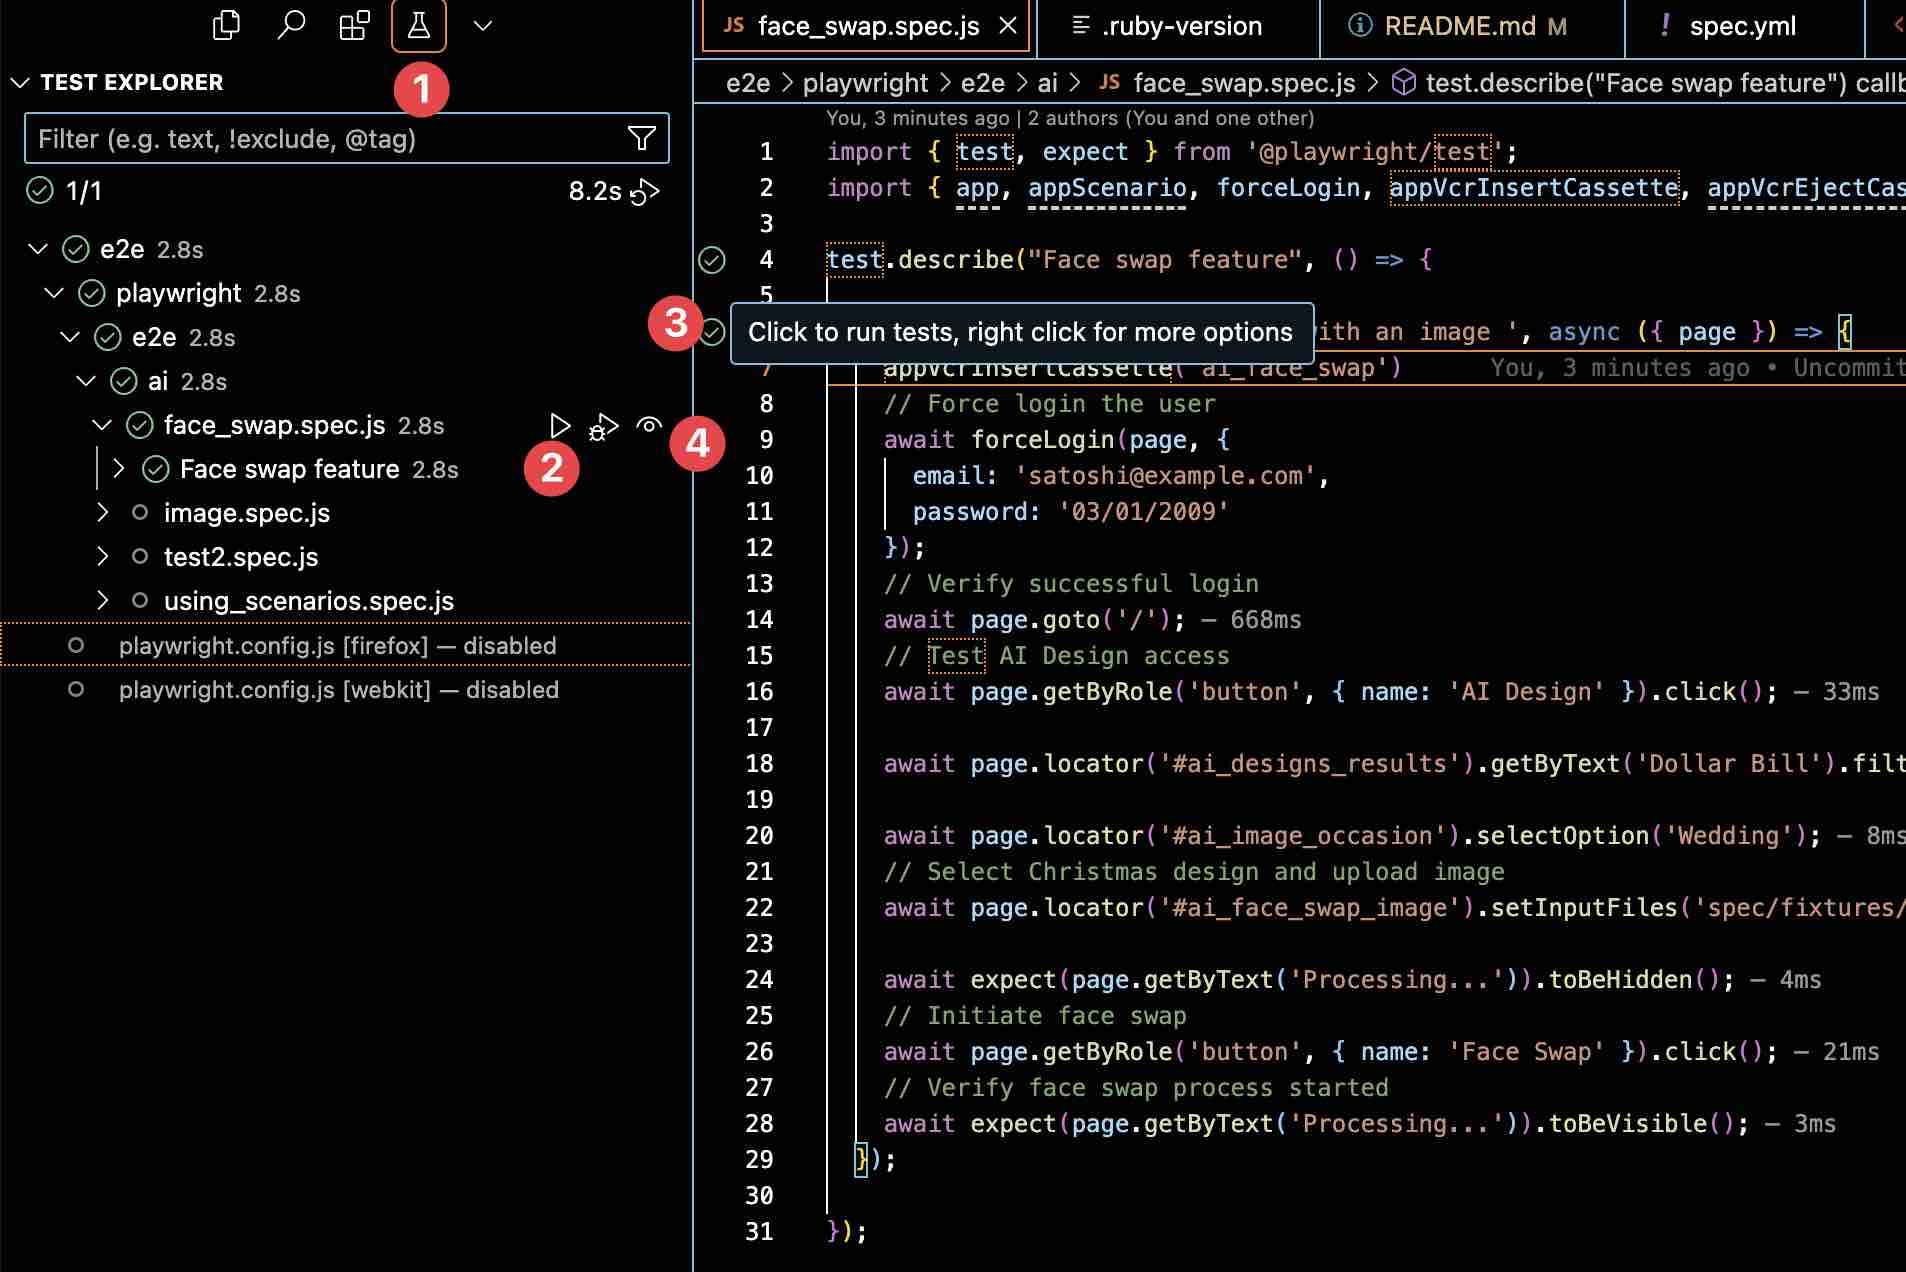 JS face_swap.spec.js
.ruby-version
README.md M
! spec.yml
TEST EXPLORER
1
e2e > playwright > e2e > ai > JS face_swap.spec.js > test.describe("Face swap feature") callb
Filter (e.g. text, !exclude, @tag)
1/1
8.2s
e2e 2.8s
playwright 2.8s
e2e 2.8s
ai 2.8s
face_swap.spec.js 2.8s
Face swap feature 2.8s
2
3
4
image.spec.js
test2.spec.js
using_scenarios.spec.js
playwright.config.js [firefox] — disabled
playwright.config.js [webkit] — disabled
You, 3 minutes ago | 2 authors (You and one other)
1 import { test, expect } from '@playwright/test';
2 import { app, appScenario, forceLogin, appVcrInsertCassette, appVcrEjectCas
3
4 test.describe("Face swap feature", () => {
5
Click to run tests, right click for more options
with an image ', async ({ page }) => {
7 appVcrInsertCassette('ai_face_swap') You, 3 minutes ago • Uncommit
8 // Force login the user
9 await forceLogin(page, {
10 email: 'satoshi@example.com',
11 password: '03/01/2009'
12 });
13 // Verify successful login
14 await page.goto('/'); — 668ms
15 // Test AI Design access
16 await page.getByRole('button', { name: 'AI Design' }).click(); — 33ms
17
18 await page.locator('#ai_designs_results').getByText('Dollar Bill').filt
19
20 await page.locator('#ai_image_occasion').selectOption('Wedding'); — 8ms
21 // Select Christmas design and upload image
22 await page.locator('#ai_face_swap_image').setInputFiles('spec/fixtures/
23
24 await expect(page.getByText('Processing...')).toBeHidden(); — 4ms
25 // Initiate face swap
26 await page.getByRole('button', { name: 'Face Swap' }).click(); — 21ms
27 // Verify face swap process started
28 await expect(page.getByText('Processing...')).toBeVisible(); — 3ms
29 });
30
31 });